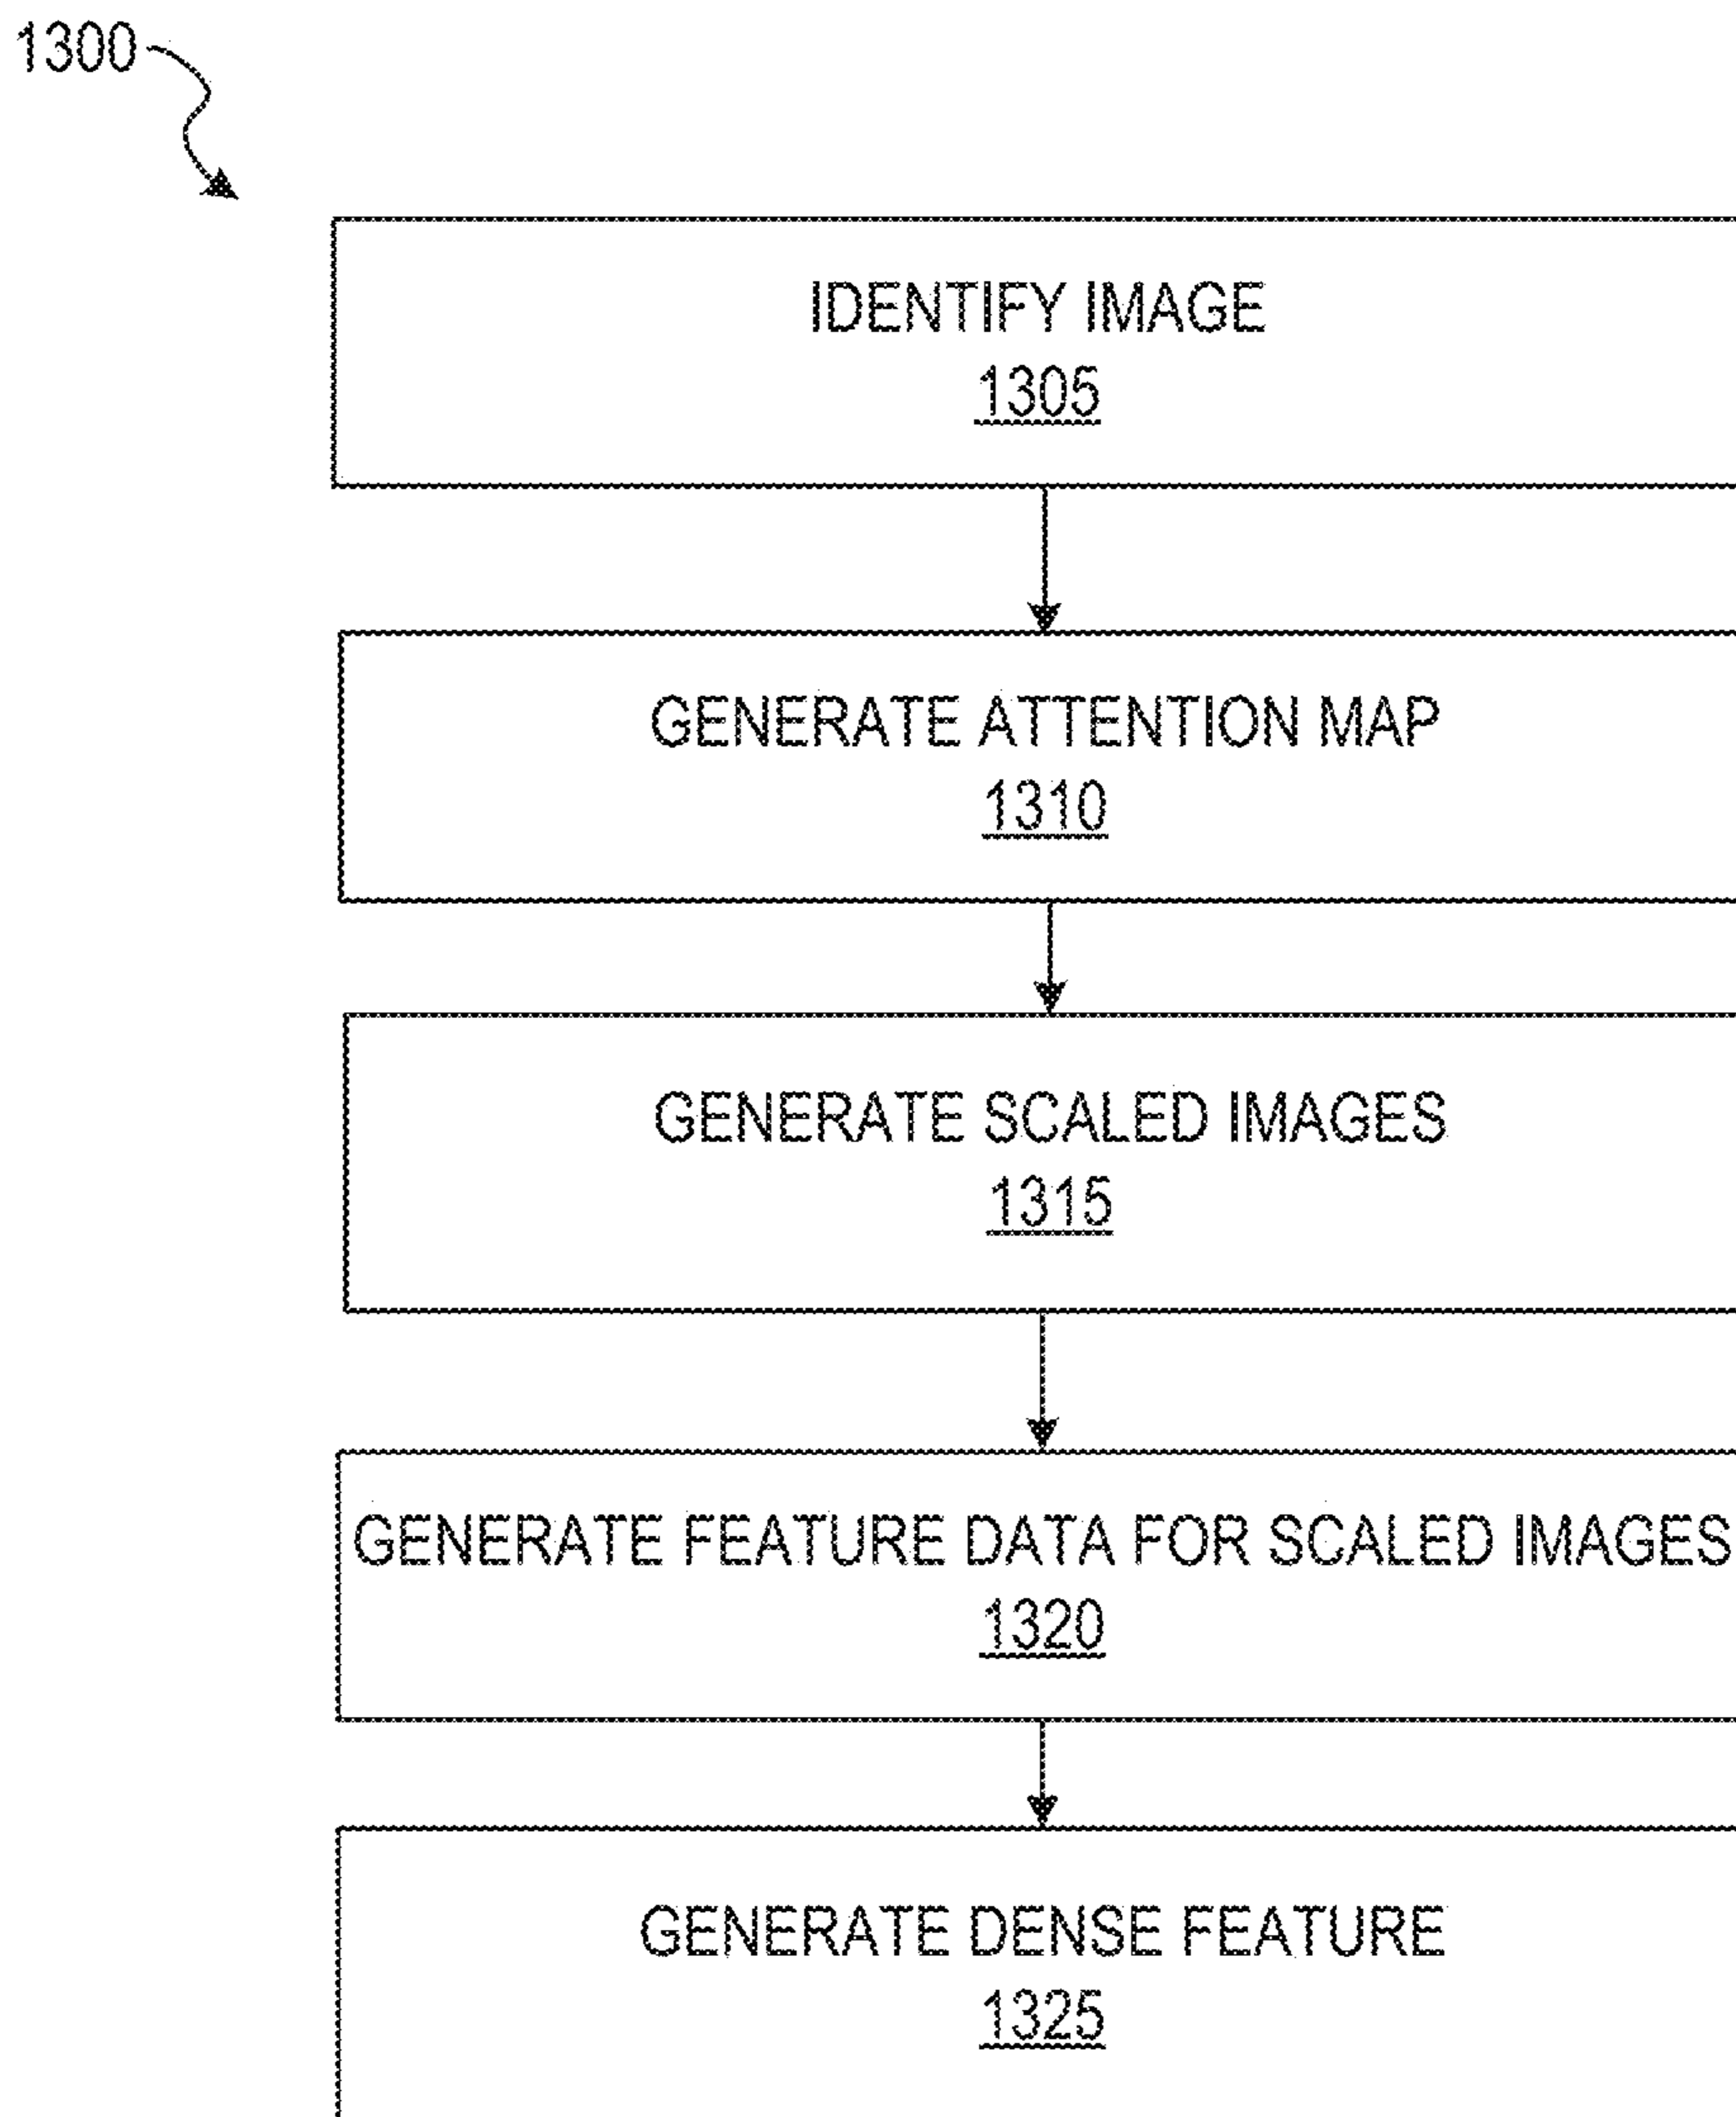 1300
IDENTIFY IMAGE
1305
GENERATE ATTENTION MAP
1310
GENERATE SCALED IMAGES
1315
GENERATE FEATURE DATA FOR SCALED IMAGES
1320
GENERATE DENSE FEATURE
1325